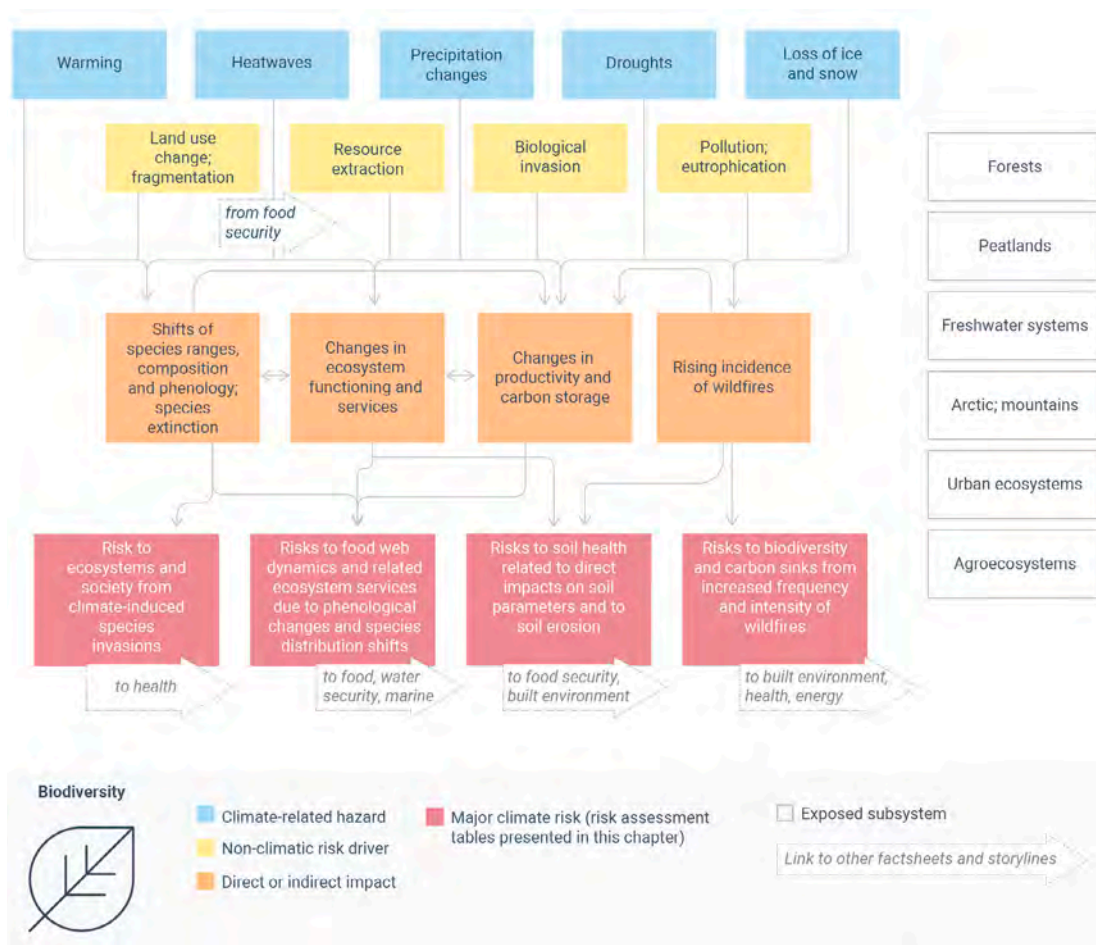 Warming
Heatwaves
Precipitation
changes
Droughts
Loss of ice
and snow
Land use
change;
fragmentation
Resource
extraction
Biological
invasion
Pollution;
eutrophication
from food
security
Forests
Peatlands
Freshwater systems
Arctic; mountains
Urban ecosystems
Agroecosystems
Shifts of
species ranges,
composition
and phenology;
species
extinction
Changes in
ecosystem
functioning and
services
Changes in
productivity and
carbon storage
Rising incidence
of wildfires
Risk to
ecosystems and
society from
climate-induced
species
invasions
to health
Risks to food web
dynamics and related
ecosystem services
due to phenological
changes and species
distribution shifts
to food, water
security, marine
Risks to soil health
related to direct
impacts on soil
parameters and to
soil erosion
to food security,
built environment
Risks to biodiversity
and carbon sinks from
increased frequency
and intensity of
wildfires
to built environment,
health, energy
Biodiversity
Climate-related hazard
Non-climatic risk driver
Direct or indirect impact
Major climate risk (risk assessment
tables presented in this chapter)
Exposed subsystem
Link to other factsheets and storylines